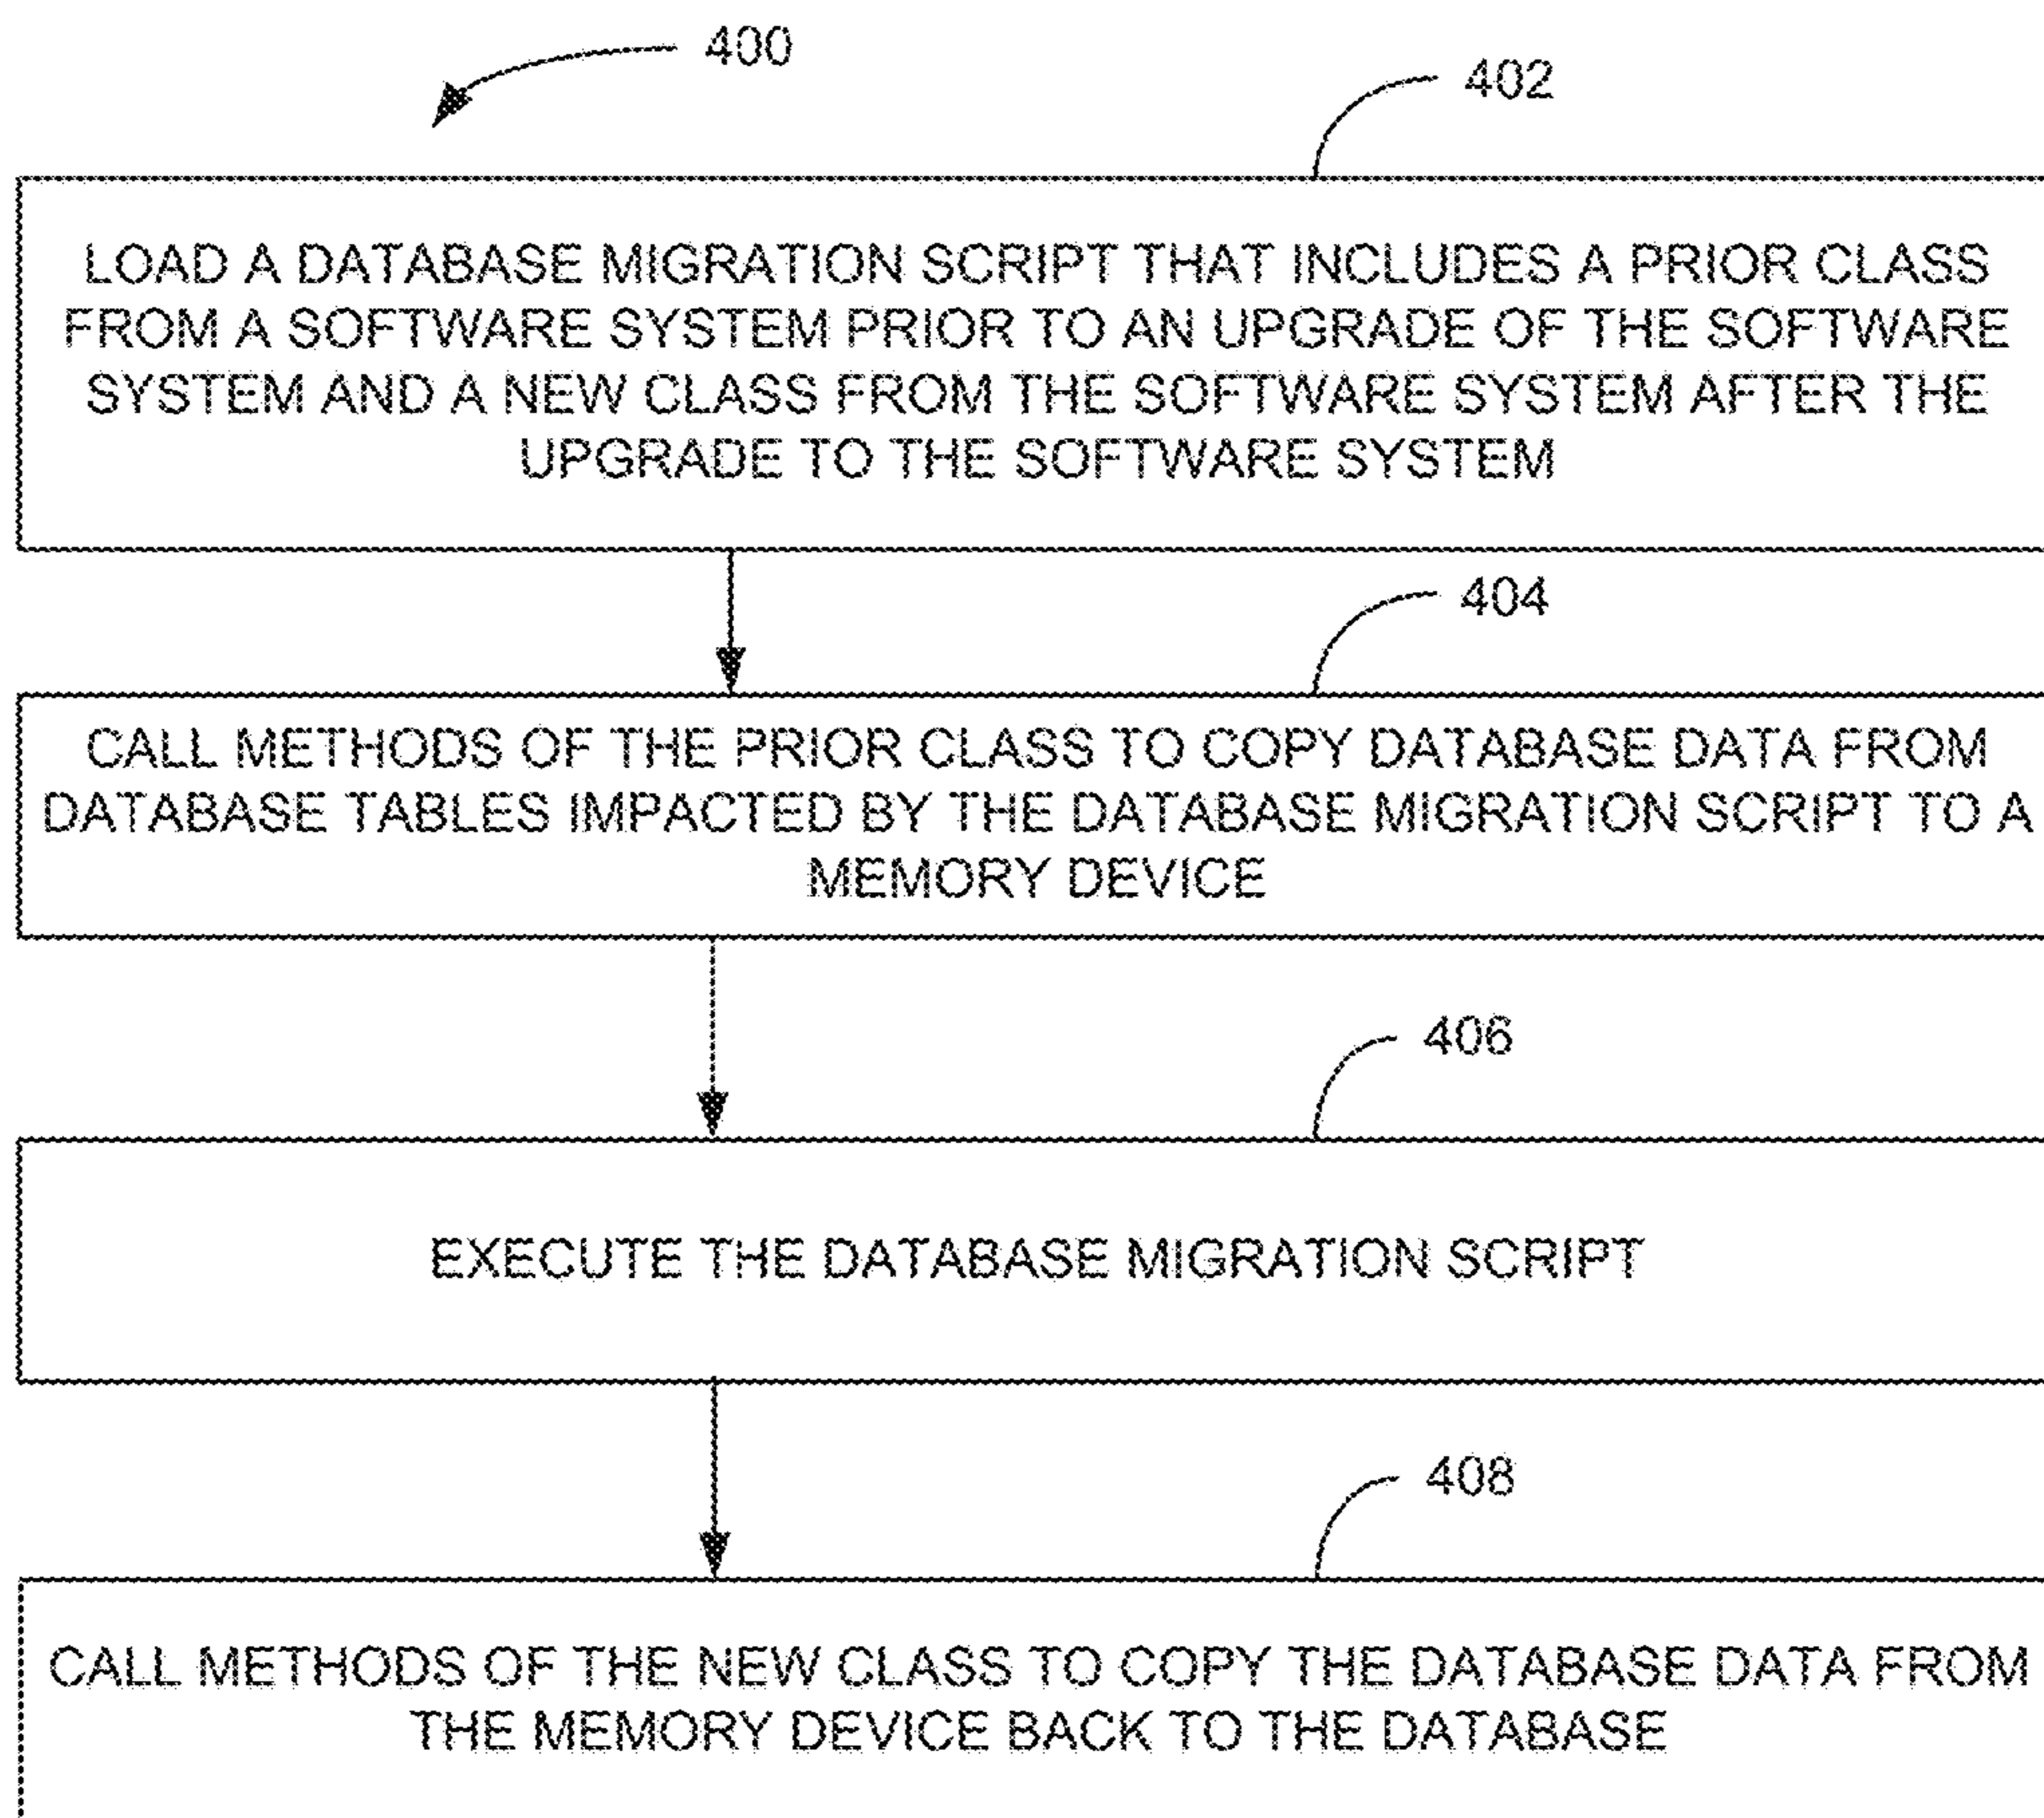 400
402
LOAD A DATABASE MIGRATION SCRIPT THAT INCLUDES A PRIOR CLASS
FROM A SOFTWARE SYSTEM PRIOR TO AN UPGRADE OF THE SOFTWARE
SYSTEM AND A NEW CLASS FROM THE SOFTWARE SYSTEM AFTER THE
UPGRADE TO THE SOFTWARE SYSTEM
404
CALL METHODS OF THE PRIOR CLASS TO COPY DATABASE DATA FROM
DATABASE TABLES IMPACTED BY THE DATABASE MIGRATION SCRIPT TO A
MEMORY DEVICE
406
EXECUTE THE DATABASE MIGRATION SCRIPT
408
CALL METHODS OF THE NEW CLASS TO COPY THE DATABASE DATA FROM
THE MEMORY DEVICE BACK TO THE DATABASE